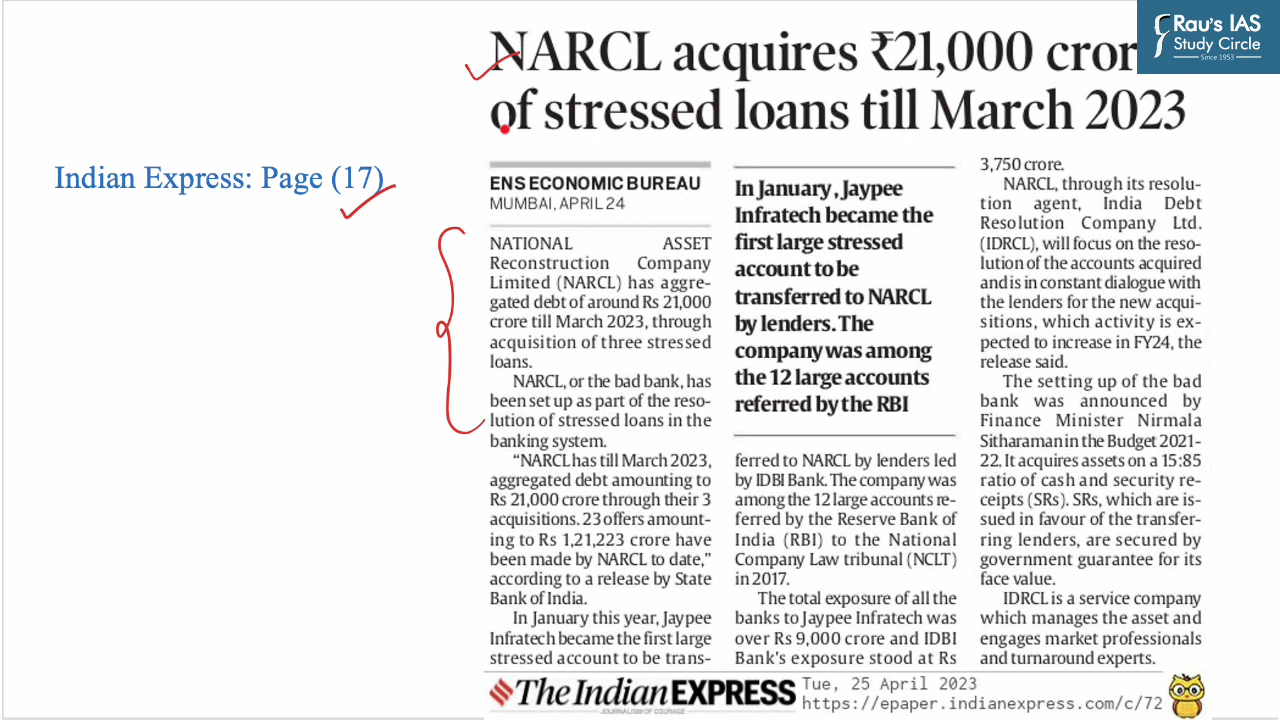 Rau's IAS
Study Circle
Since 1953
NARCL acquires ₹21,000 cror
of stressed loans till March 2023
Indian Express: Page (17)
ENS ECONOMIC BUREAU
MUMBAI, APRIL 24
NATIONAL ASSET
Reconstruction Company
Limited (NARCL) has aggre-
gated debt of around Rs 21,000
crore till March 2023, through
acquisition of three stressed
loans.
NARCL, or the bad bank, has
been set up as part of the reso-
lution of stressed loans in the
banking system.
“NARCL has till March 2023,
aggregated debt amounting to
Rs 21,000 crore through their 3
acquisitions. 23 offers amount-
ing to Rs 1,21,223 crore have
been made by NARCL to date,”
according to a release by State
Bank of India.
In January this year, Jaypee
Infratech became the first large
stressed account to be trans-
In January, Jaypee
Infratech became the
first large stressed
account to be
transferred to NARCL
by lenders. The
company was among
the 12 large accounts
referred by the RBI
ferred to NARCL by lenders led
by IDBI Bank. The company was
among the 12 large accounts re-
ferred by the Reserve Bank of
India (RBI) to the National
Company Law tribunal (NCLT)
in 2017.
The total exposure of all the
banks to Jaypee Infratech was
over Rs 9,000 crore and IDBI
Bank’s exposure stood at Rs
3,750 crore.
NARCL, through its resolu-
tion agent, India Debt
Resolution Company Ltd.
(IDRCL), will focus on the reso-
lution of the accounts acquired
and is in constant dialogue with
the lenders for the new acqui-
sitions, which activity is ex-
pected to increase in FY24, the
release said.
The setting up of the bad
bank was announced by
Finance Minister Nirmala
Sitharaman in the Budget 2021-
22. It acquires assets on a 15:85
ratio of cash and security re-
ceipts (SRs). SRs, which are is-
sued in favour of the transfer-
ring lenders, are secured by
government guarantee for its
face value.
IDRCL is a service company
which manages the asset and
engages market professionals
and turnaround experts.
The Indian EXPRESS
JOURNALISM OF COURAGE
Tue, 25 April 2023
https://epaper.indianexpress.com/c/72